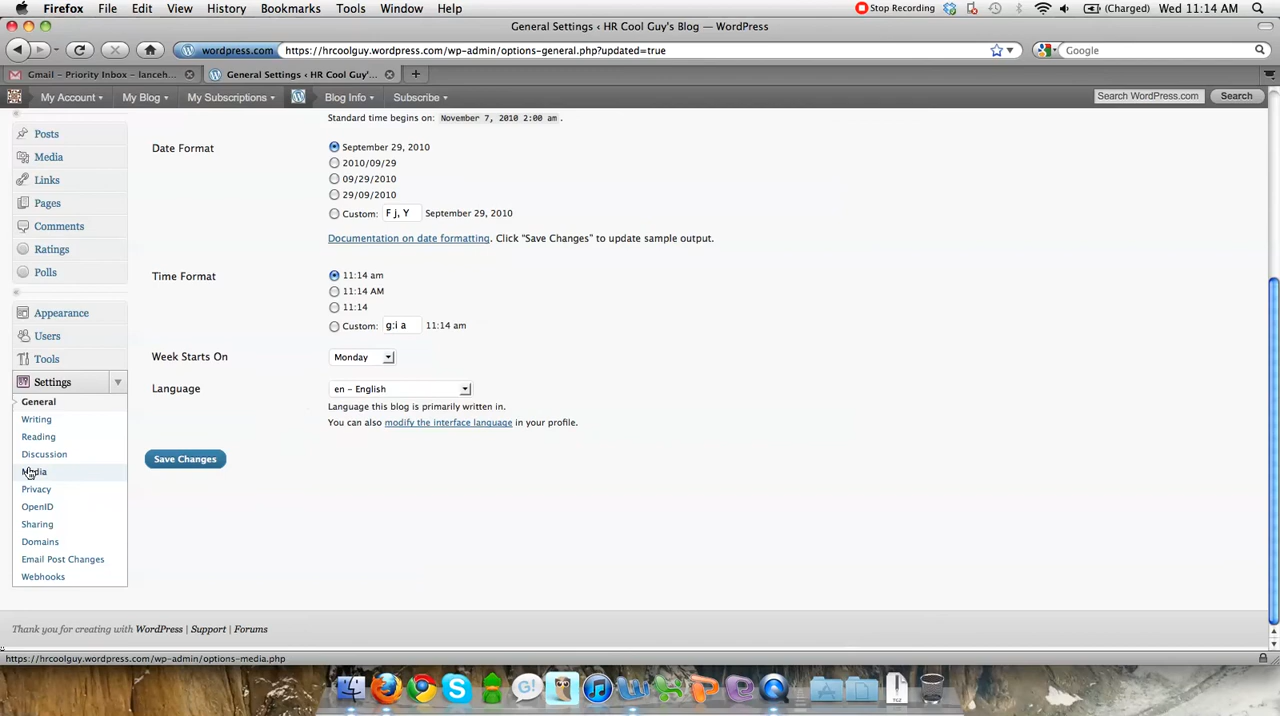 Firefox File Edit View History Bookmarks Tools Window Help Stop Recording (Charged) Wed 11:14 AM
General Settings ‹ HR Cool Guy's Blog — WordPress
wordpress.com https://hrcoolguy.wordpress.com/wp-admin/options-general.php?updated=true Google
Gmail – Priority Inbox – lanceh... General Settings ‹ HR Cool Guy'...
My Account My Blog My Subscriptions Blog Info Subscribe Search WordPress.com Search
Standard time begins on: November 7, 2010 2:00 am .
Posts
Media
Links
Pages
Comments
Ratings
Polls
Appearance
Users
Tools
Settings
General
Writing
Reading
Discussion
Media
Privacy
OpenID
Sharing
Domains
Email Post Changes
Webhooks
Date Format
September 29, 2010
2010/09/29
09/29/2010
29/09/2010
Custom: F j, Y September 29, 2010
Documentation on date formatting. Click "Save Changes" to update sample output.
Time Format
11:14 am
11:14 AM
11:14
Custom: g:i a 11:14 am
Week Starts On Monday
Language en – English
Language this blog is primarily written in.
You can also modify the interface language in your profile.
Save Changes
Thank you for creating with WordPress | Support | Forums
https://hrcoolguy.wordpress.com/wp-admin/options-media.php